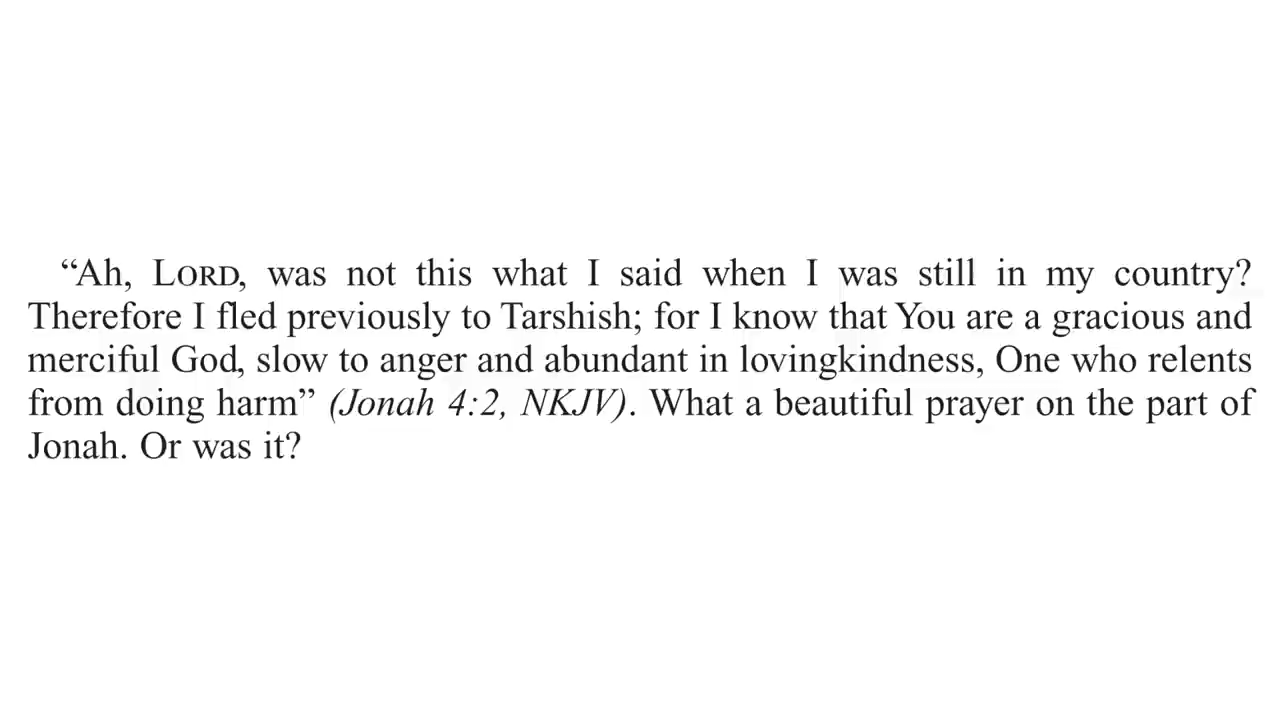 “Ah, LORD, was not this what I said when I was still in my country?
Therefore I fled previously to Tarshish; for I know that You are a gracious and
merciful God, slow to anger and abundant in lovingkindness, One who relents
from doing harm” (Jonah 4:2, NKJV). What a beautiful prayer on the part of
Jonah. Or was it?